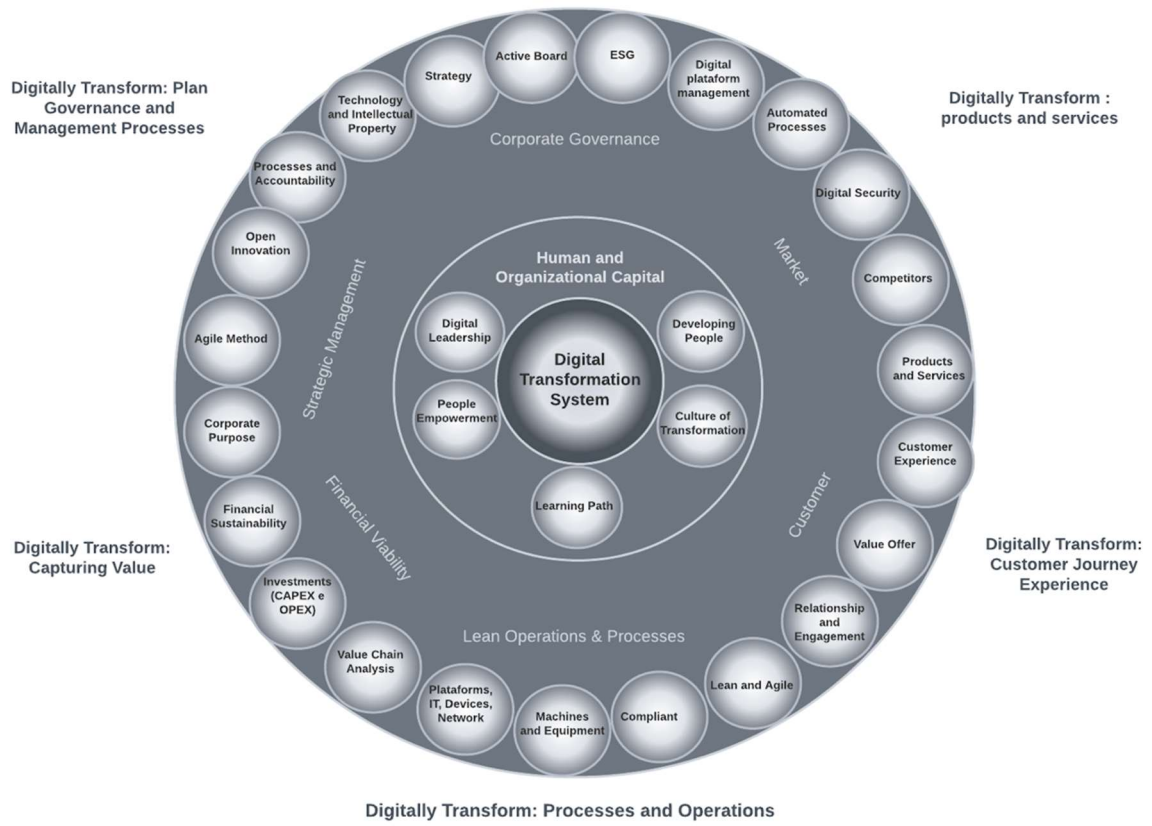 Active Board
ESG
Strategy
Digital
plataform
management
Technology
and Intellectual
Property
Automated
Processes
Digitally Transform: Plan
Governance and
Management Processes
Digitally Transform :
products and services
Corporate Governance
Processes and
Accountability
Digital Security
Open
Innovation
Market
Competitors
Human and
Organizational Capital
Strategic Management
Agile Method
Digital
Leadership
Developing
People
Products
and Services
Digital
Transformation
System
People
Empowerment
Culture of
Transformation
Corporate
Purpose
Customer
Experience
Learning Path
Customer
Financial Viability
Financial
Sustainability
Value Offer
Digitally Transform:
Capturing Value
Digitally Transform:
Customer Journey
Experience
Investments
(CAPEX e
OPEX)
Relationship
and
Engagement
Lean Operations & Processes
Value Chain
Analysis
Lean and Agile
Plataforms,
IT, Devices,
Network
Machines
and Equipment
Compliant
Digitally Transform: Processes and Operations